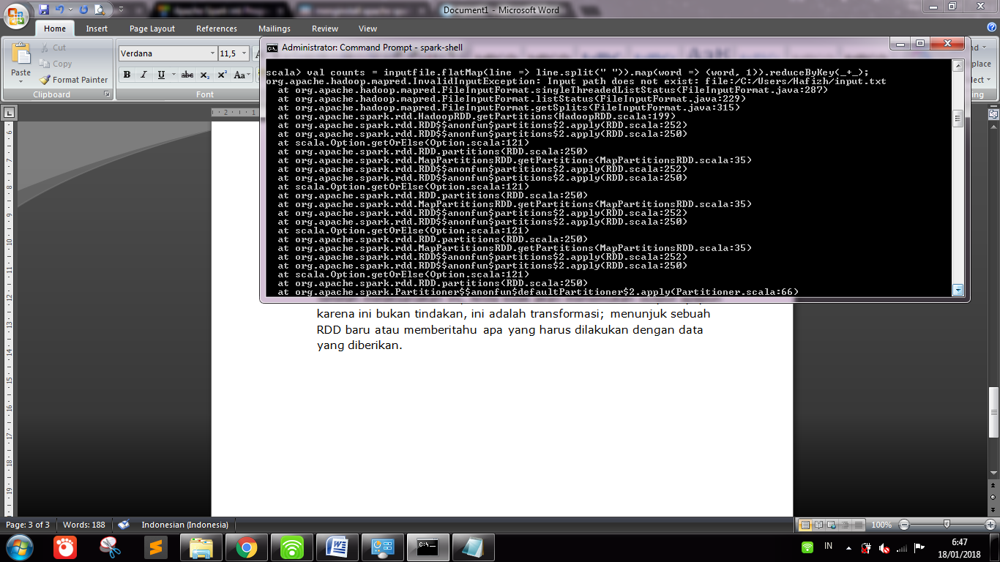 Document1 - Microsoft Word
Home Insert Page Layout References Mailings Review View
Paste
Cut
Copy
Format Painter
Clipboard
Verdana 11,5
B I U abc x₂ x² Aa
Font
Administrator: Command Prompt - spark-shell
scala> val counts = inputfile.flatMap(line => line.split(" ")).map(word => (word, 1)).reduceByKey(_+_);
org.apache.hadoop.mapred.InvalidInputException: Input path does not exist: file:/C:/Users/Hafizh/input.txt
at org.apache.hadoop.mapred.FileInputFormat.singleThreadedListStatus(FileInputFormat.java:287)
at org.apache.hadoop.mapred.FileInputFormat.listStatus(FileInputFormat.java:229)
at org.apache.hadoop.mapred.FileInputFormat.getSplits(FileInputFormat.java:315)
at org.apache.spark.rdd.HadoopRDD.getPartitions(HadoopRDD.scala:199)
at org.apache.spark.rdd.RDD$$anonfun$partitions$2.apply(RDD.scala:252)
at org.apache.spark.rdd.RDD$$anonfun$partitions$2.apply(RDD.scala:250)
at scala.Option.getOrElse(Option.scala:121)
at org.apache.spark.rdd.RDD.partitions(RDD.scala:250)
at org.apache.spark.rdd.MapPartitionsRDD.getPartitions(MapPartitionsRDD.scala:35)
at org.apache.spark.rdd.RDD$$anonfun$partitions$2.apply(RDD.scala:252)
at org.apache.spark.rdd.RDD$$anonfun$partitions$2.apply(RDD.scala:250)
at scala.Option.getOrElse(Option.scala:121)
at org.apache.spark.rdd.RDD.partitions(RDD.scala:250)
at org.apache.spark.rdd.MapPartitionsRDD.getPartitions(MapPartitionsRDD.scala:35)
at org.apache.spark.rdd.RDD$$anonfun$partitions$2.apply(RDD.scala:252)
at org.apache.spark.rdd.RDD$$anonfun$partitions$2.apply(RDD.scala:250)
at scala.Option.getOrElse(Option.scala:121)
at org.apache.spark.rdd.RDD.partitions(RDD.scala:250)
at org.apache.spark.rdd.MapPartitionsRDD.getPartitions(MapPartitionsRDD.scala:35)
at org.apache.spark.rdd.RDD$$anonfun$partitions$2.apply(RDD.scala:252)
at org.apache.spark.rdd.RDD$$anonfun$partitions$2.apply(RDD.scala:250)
at scala.Option.getOrElse(Option.scala:121)
at org.apache.spark.rdd.RDD.partitions(RDD.scala:250)
at org.apache.spark.Partitioner$$anonfun$defaultPartitioner$2.apply(Partitioner.scala:66)
karena ini bukan tindakan, ini adalah transformasi; menunjuk sebuah
RDD baru atau memberitahu apa yang harus dilakukan dengan data
yang diberikan.
Page: 3 of 3 Words: 188 Indonesian (Indonesia) 100%
IN 6:47
18/01/2018